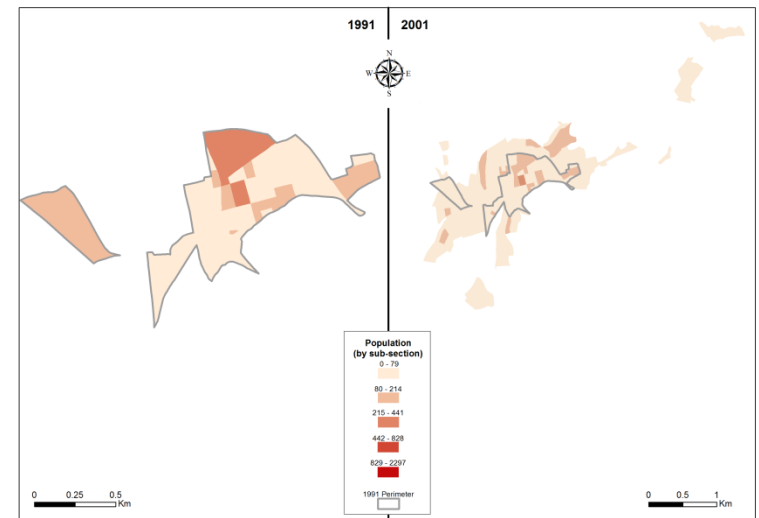 1991 2001
N
W E
S
Population
(by sub-section)
0 - 79
80 - 214
215 - 441
442 - 828
829 - 2297
1991 Perimeter
0 0.25 0.5
Km
0 0.5 1
Km